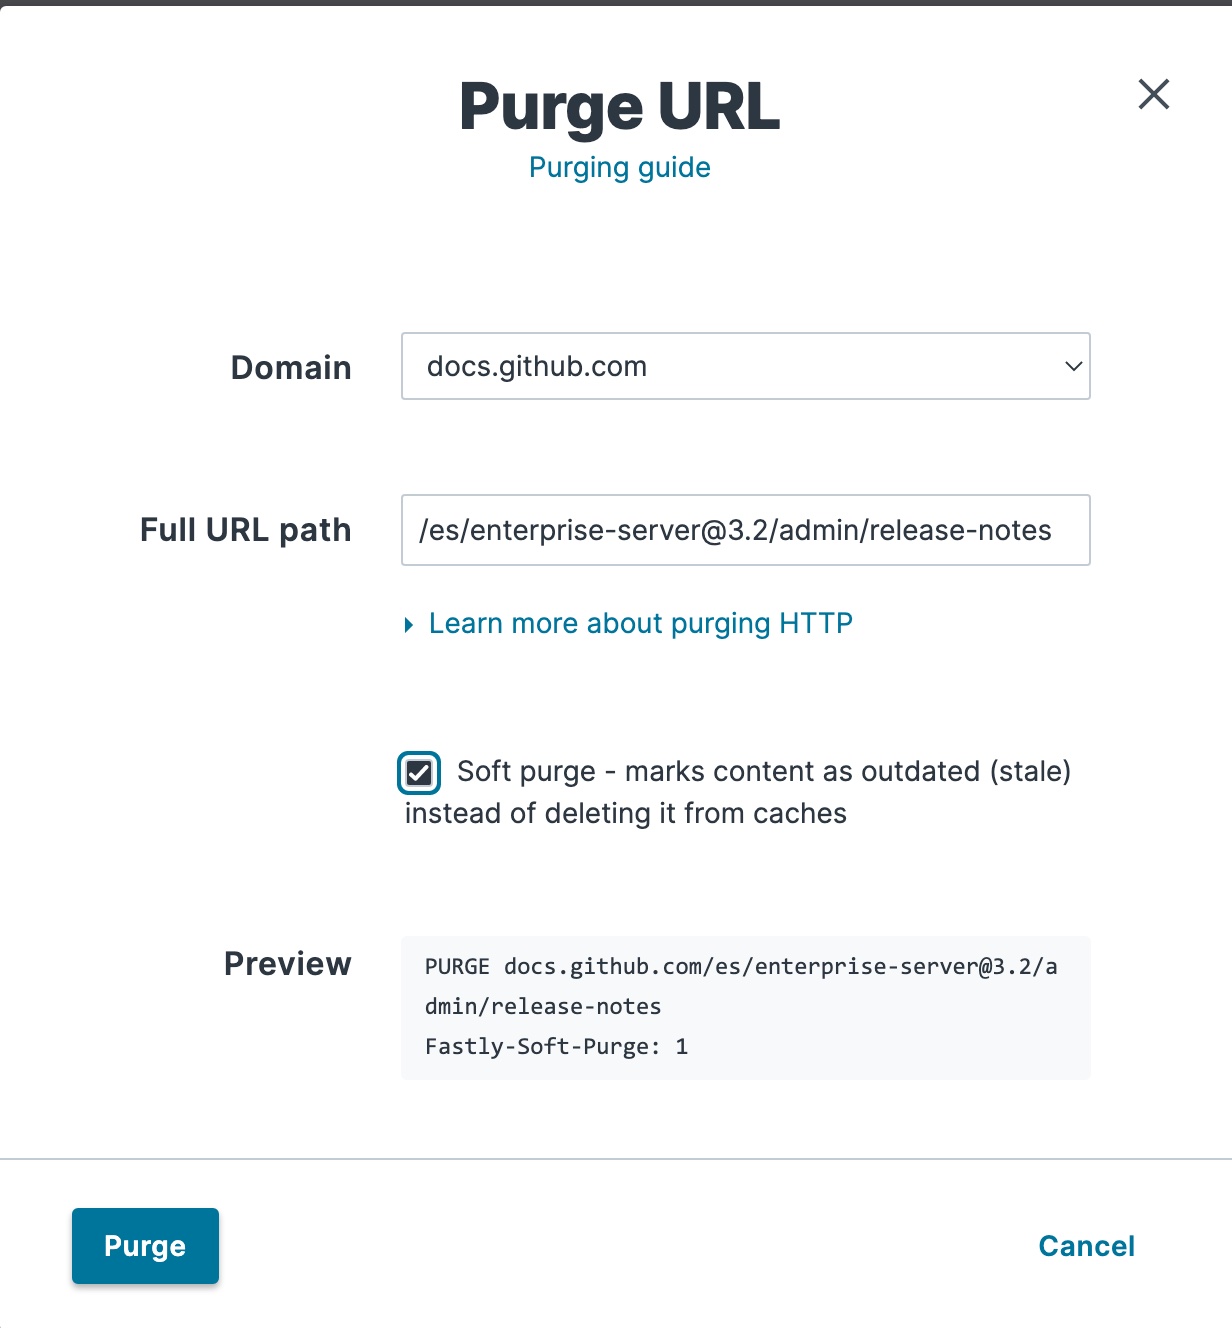 Purge URL
Purging guide
Domain
docs.github.com
Full URL path
/es/enterprise-server@3.2/admin/release-notes
Learn more about purging HTTP
Soft purge - marks content as outdated (stale)
instead of deleting it from caches
Preview
PURGE docs.github.com/es/enterprise-server@3.2/a
dmin/release-notes
Fastly-Soft-Purge: 1
Purge
Cancel